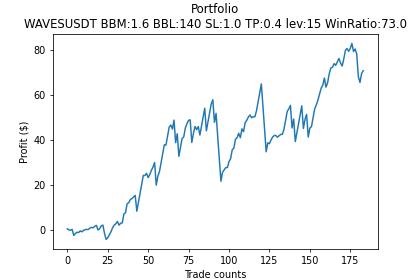 Portfolio
WAVESUSDT BBM:1.6 BBL:140 SL:1.0 TP:0.4 lev:15 WinRatio:73.0
80
60
40
20
0
Profit ($)
0 25 50 75 100 125 150 175
Trade counts